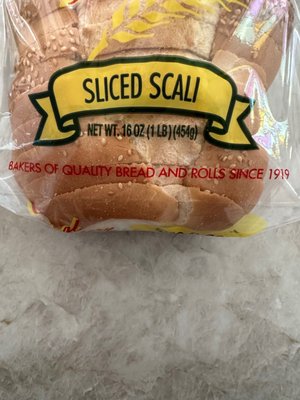 SLICED SCALI
NET WT. 16 OZ (1 LB) (454g)
BAKERS OF QUALITY BREAD AND ROLLS SINCE 1919